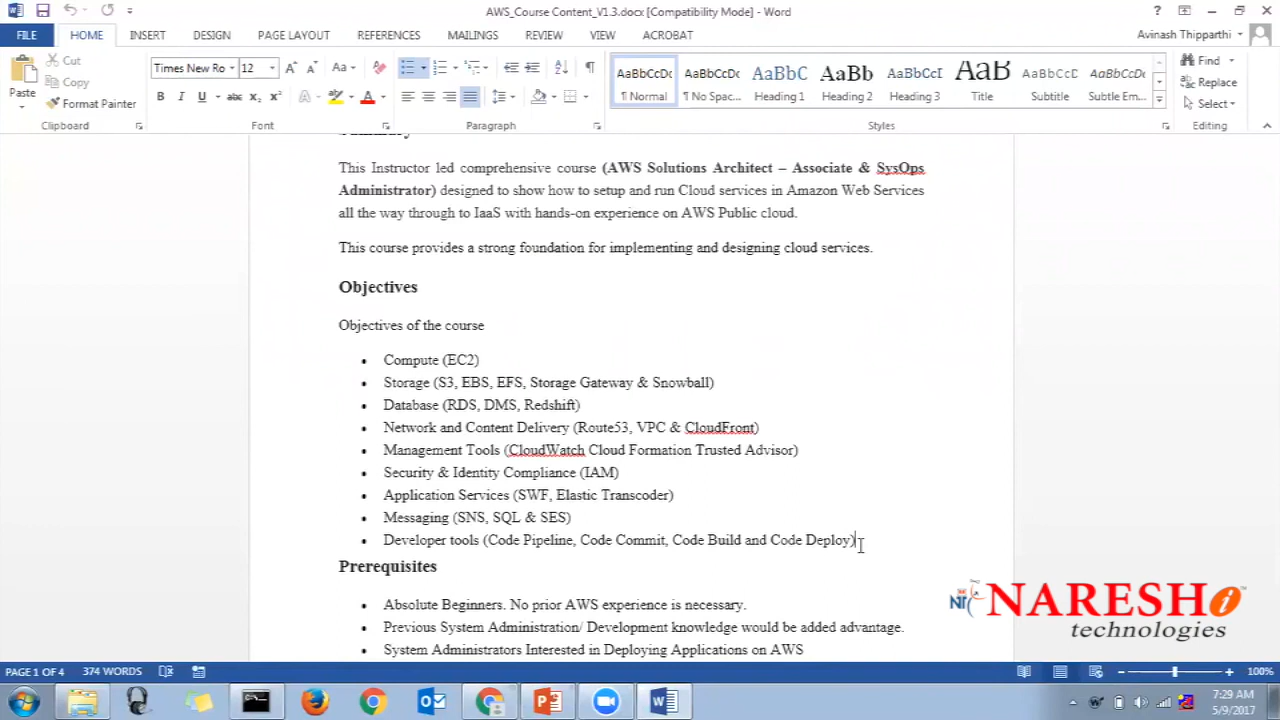 AWS_Course Content_V1.3.docx [Compatibility Mode] - Word
FILE HOME INSERT DESIGN PAGE LAYOUT REFERENCES MAILINGS REVIEW VIEW ACROBAT Avinash Thipparthi
Paste Cut Copy Format Painter
Times New Ro 12
AaBbCcDc AaBbCcDc AaBbC AaBb AaBbCcI AaB AaBbCcD AaBbCcDt
¶ Normal ¶ No Spac... Heading 1 Heading 2 Heading 3 Title Subtitle Subtle Em...
Find Replace Select
Clipboard Font Paragraph Styles Editing
Summary
This Instructor led comprehensive course (AWS Solutions Architect – Associate & SysOps
Administrator) designed to show how to setup and run Cloud services in Amazon Web Services
all the way through to IaaS with hands-on experience on AWS Public cloud.
This course provides a strong foundation for implementing and designing cloud services.
Objectives
Objectives of the course
• Compute (EC2)
• Storage (S3, EBS, EFS, Storage Gateway & Snowball)
• Database (RDS, DMS, Redshift)
• Network and Content Delivery (Route53, VPC & CloudFront)
• Management Tools (CloudWatch Cloud Formation Trusted Advisor)
• Security & Identity Compliance (IAM)
• Application Services (SWF, Elastic Transcoder)
• Messaging (SNS, SQL & SES)
• Developer tools (Code Pipeline, Code Commit, Code Build and Code Deploy)
Prerequisites
• Absolute Beginners. No prior AWS experience is necessary.
• Previous System Administration/ Development knowledge would be added advantage.
• System Administrators Interested in Deploying Applications on AWS
NARESH i
technologies
PAGE 1 OF 4 374 WORDS 100%
7:29 AM
5/9/2017